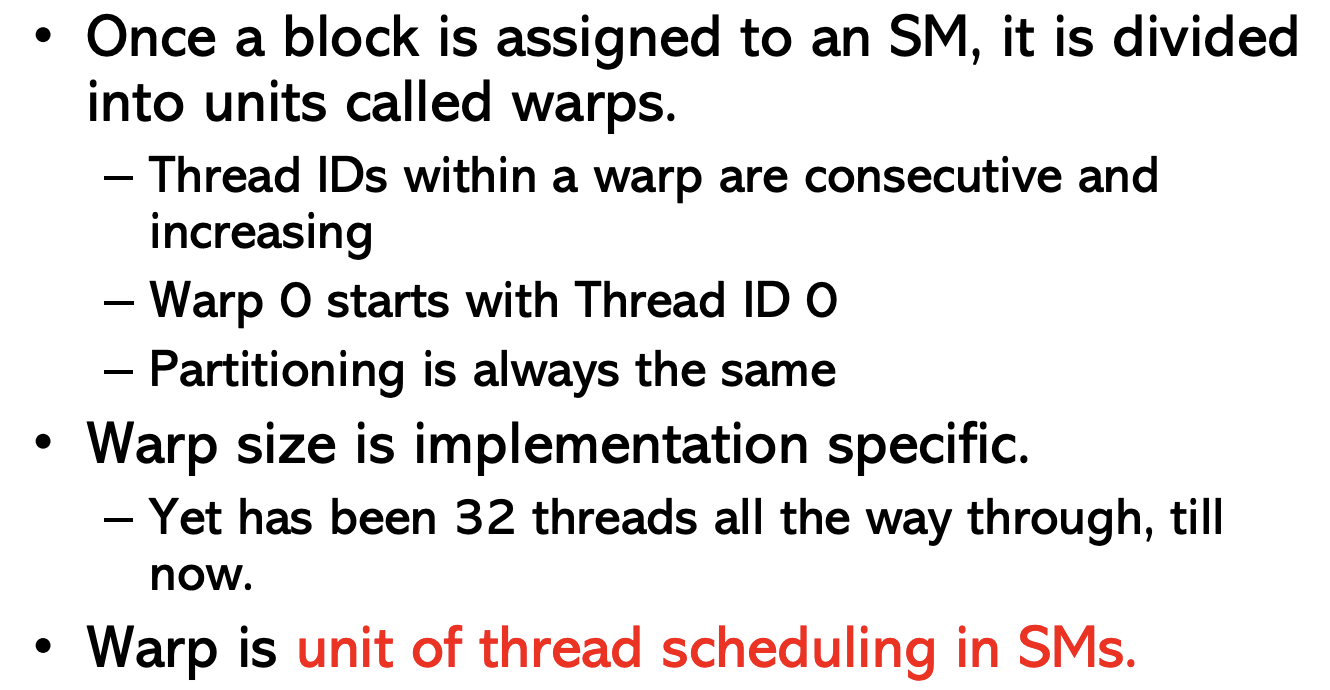 • Once a block is assigned to an SM, it is divided
into units called warps.
– Thread IDs within a warp are consecutive and
increasing
– Warp 0 starts with Thread ID 0
– Partitioning is always the same
• Warp size is implementation specific.
– Yet has been 32 threads all the way through, till
now.
• Warp is unit of thread scheduling in SMs.